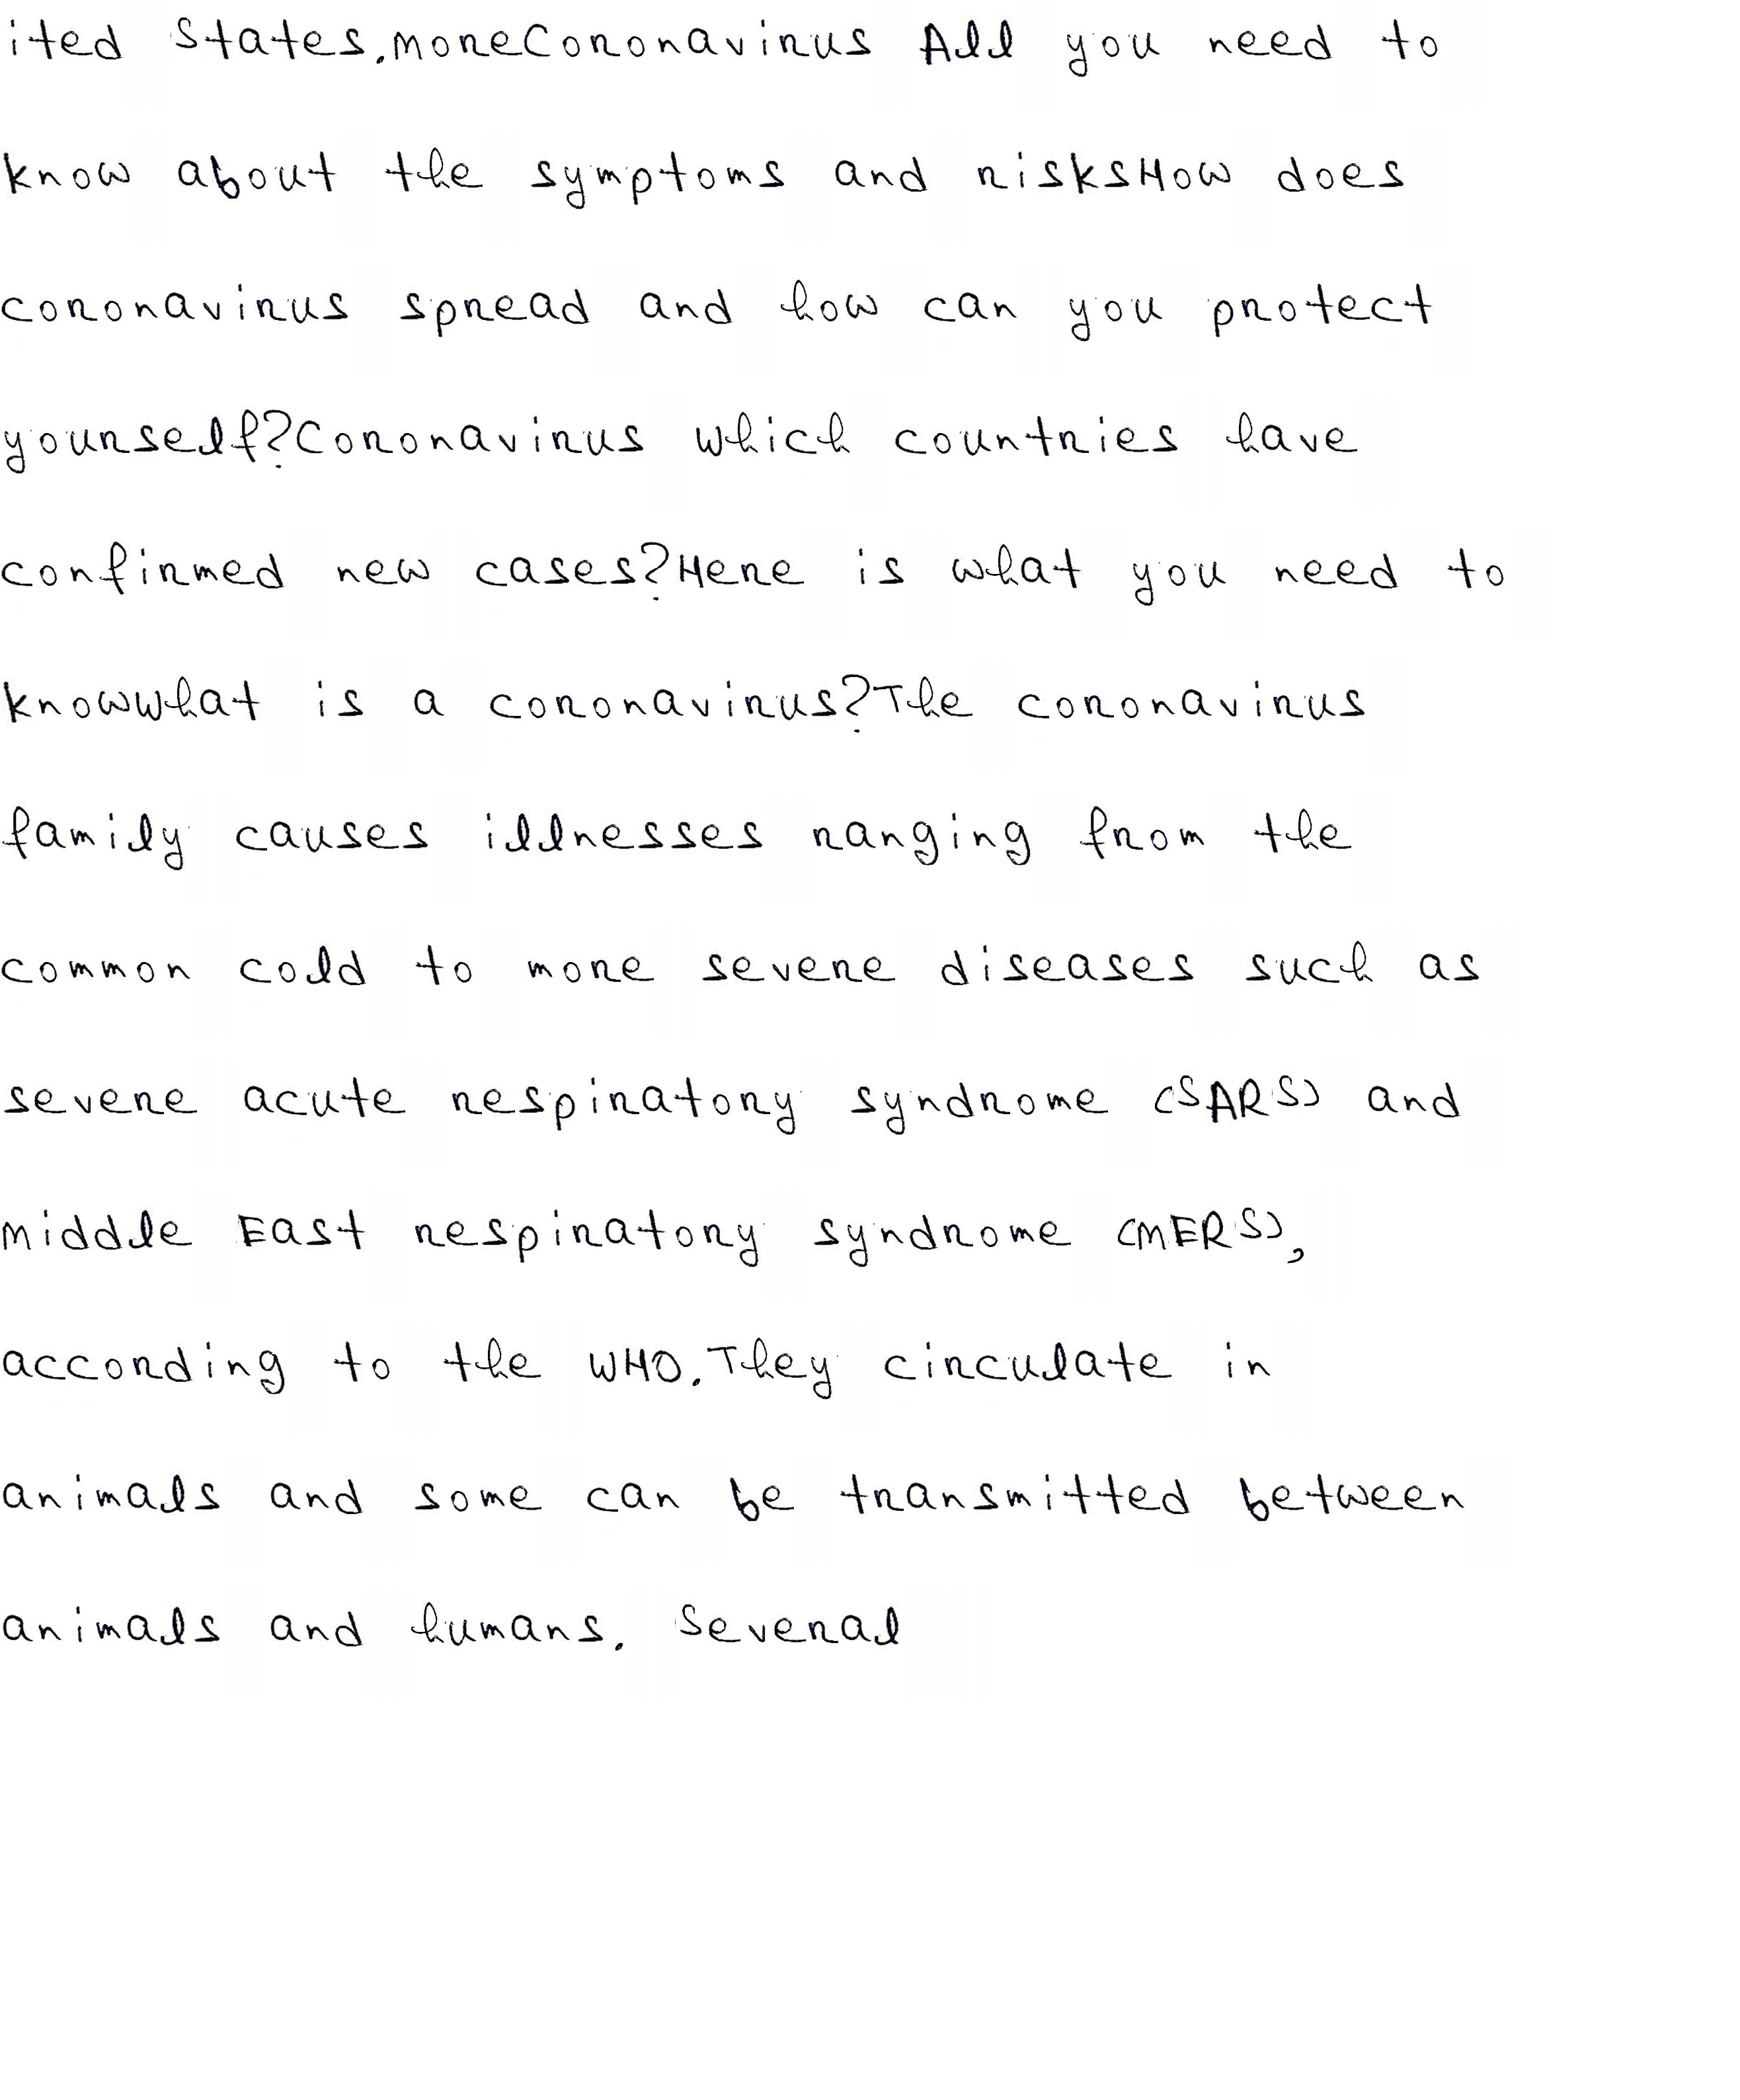 ited States.MoreCoronavirus All you need to
know about the symptoms and risksHow does
coronavirus spread and how can you protect
yourself?Coronavirus which countries have
confirmed new cases?Here is what you need to
knowWhat is a coronavirus?The coronavirus
family causes illnesses ranging from the
common cold to more severe diseases such as
severe acute respiratory syndrome (SARS) and
Middle East respiratory syndrome (MERS),
according to the WHO.They circulate in
animals and some can be transmitted between
animals and humans. Several